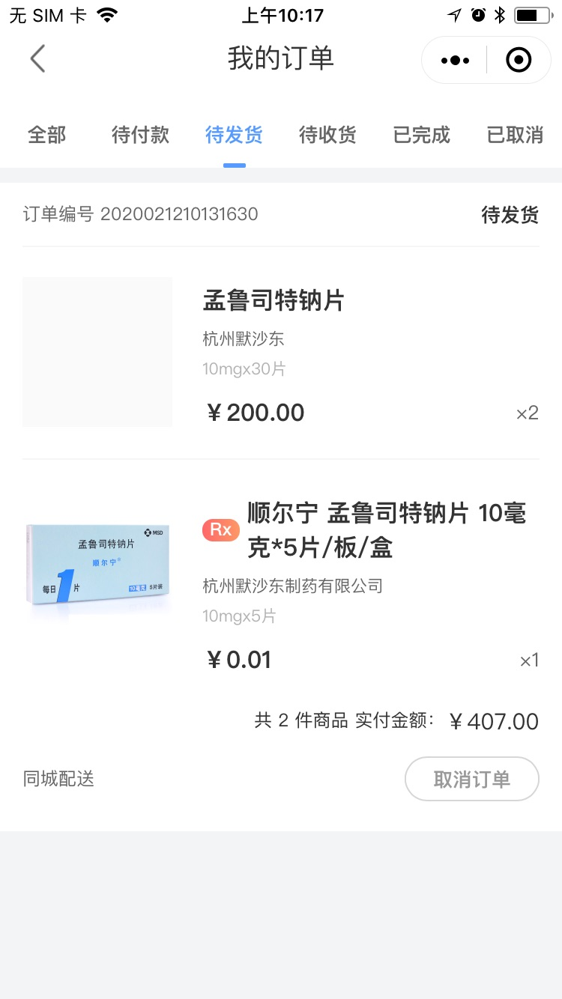 无 SIM 卡
上午10:17
我的订单
全部 待付款 待发货 待收货 已完成 已取消
订单编号 2020021210131630 待发货
孟鲁司特钠片
杭州默沙东
10mgx30片
¥ 200.00 ×2
Rx 顺尔宁 孟鲁司特钠片 10毫
克*5片/板/盒
MSD
孟鲁司特钠片
顺尔宁®
每日1片
10毫克 5片装
杭州默沙东制药有限公司
10mgx5片
¥ 0.01 ×1
共 2 件商品 实付金额： ¥ 407.00
同城配送 取消订单